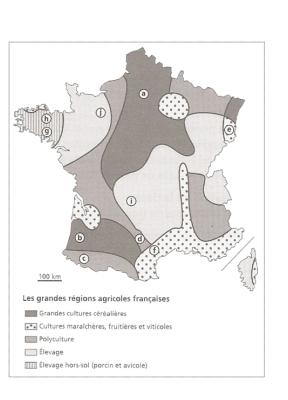 a
h
j
g
e
i
b
d
f
c
100 km
Les grandes régions agricoles françaises
Grandes cultures céréalières
Cultures maraîchères, fruitières et viticoles
Polyculture
Élevage
Élevage hors-sol (porcin et avicole)